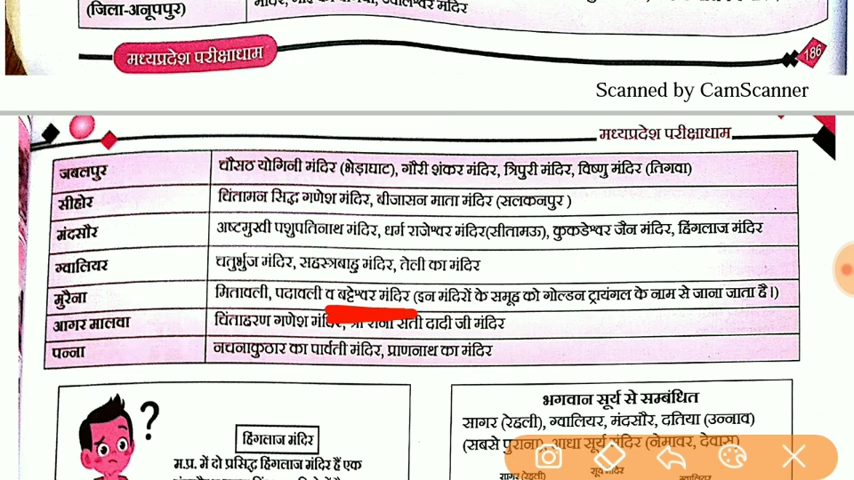 (जिला-अनूपपुर)
मध्यप्रदेश परीक्षाधाम
186
Scanned by CamScanner
मध्यप्रदेश परीक्षाधाम
जबलपुर चौसठ योगिनी मंदिर (भेड़ाघाट), गौरी शंकर मंदिर, त्रिपुरी मंदिर, विष्णु मंदिर (तिगवा)
सीहोर चिंतामन सिद्ध गणेश मंदिर, बीजासन माता मंदिर (सलकनपुर )
मंदसौर अष्टमुखी पशुपतिनाथ मंदिर, धर्म राजेश्वर मंदिर(सीतामऊ), कुकडेश्वर जैन मंदिर, हिंगलाज मंदिर
ग्वालियर चतुर्भुज मंदिर, सहस्त्रबाहु मंदिर, तेली का मंदिर
मुरैना मितावली, पदावली व बट्टेश्वर मंदिर (इन मंदिरों के समूह को गोल्डन ट्रायंगल के नाम से जाना जाता है।)
आगर मालवा चिंताहरण गणेश मंदिर, सती दादी जी मंदिर
पन्ना नचनाकुठार का पार्वती मंदिर, प्राणनाथ का मंदिर
?
हिंगलाज मंदिर
म.प्र. में दो प्रसिद्ध हिंगलाज मंदिर हैं एक
भगवान सूर्य से सम्बंधित
सागर (रेहली), ग्वालियर, मंदसौर, दतिया (उन्नाव)
(सबसे पुराना), आधा सूर्य मंदिर (नेमावर, देवास)
सागर (रेहली)
सूर्य मंदिर
ग्वालियर